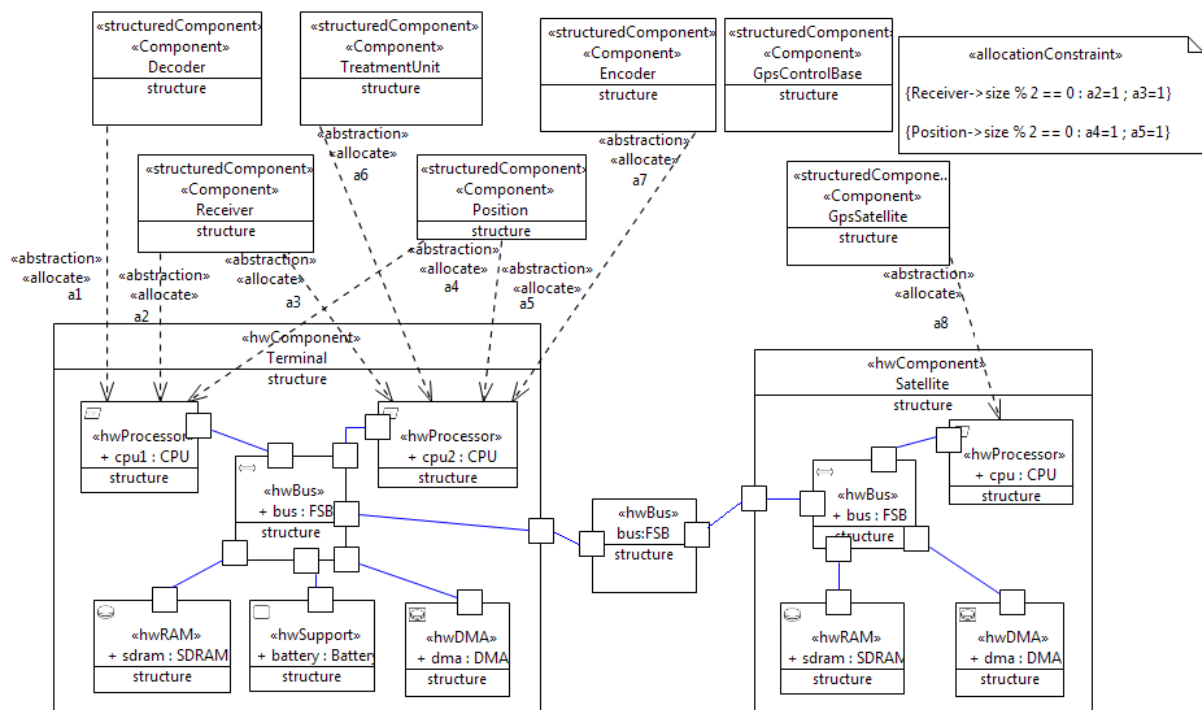 «structuredComponent»
«Component»
Decoder
structure
«structuredComponent»
«Component»
TreatmentUnit
structure
«structuredComponent»
«Component»
Encoder
structure
«structuredComponent»
«Component»
GpsControlBase
structure
«allocationConstraint»
{Receiver->size % 2 == 0 : a2=1 ; a3=1}
{Position->size % 2 == 0 : a4=1 ; a5=1}
«abstraction»
«allocate»
a6
«abstraction»
«allocate»
a7
«structuredComponent»
«Component»
Receiver
structure
«structuredComponent»
«Component»
Position
structure
«structuredCompone...
«Component»
GpsSatellite
structure
«abstraction»
«allocate»
a1
«abstraction»
«allocate»
a2
«abstraction»
«allocate»
a3
«abstraction»
«allocate»
a4
«abstraction»
«allocate»
a5
«abstraction»
«allocate»
a8
«hwComponent»
Terminal
structure
«hwComponent»
Satellite
structure
«hwProcessor»
+ cpu1 : CPU
structure
«hwProcessor»
+ cpu2 : CPU
structure
«hwProcessor»
+ cpu : CPU
structure
«hwBus»
+ bus : FSB
structure
«hwBus»
bus:FSB
structure
«hwBus»
+ bus : FSB
structure
«hwRAM»
+ sdram : SDRAM
structure
«hwSupport»
+ battery : Battery
structure
«hwDMA»
+ dma : DMA
structure
«hwRAM»
+ sdram : SDRAM
structure
«hwDMA»
+ dma : DMA
structure